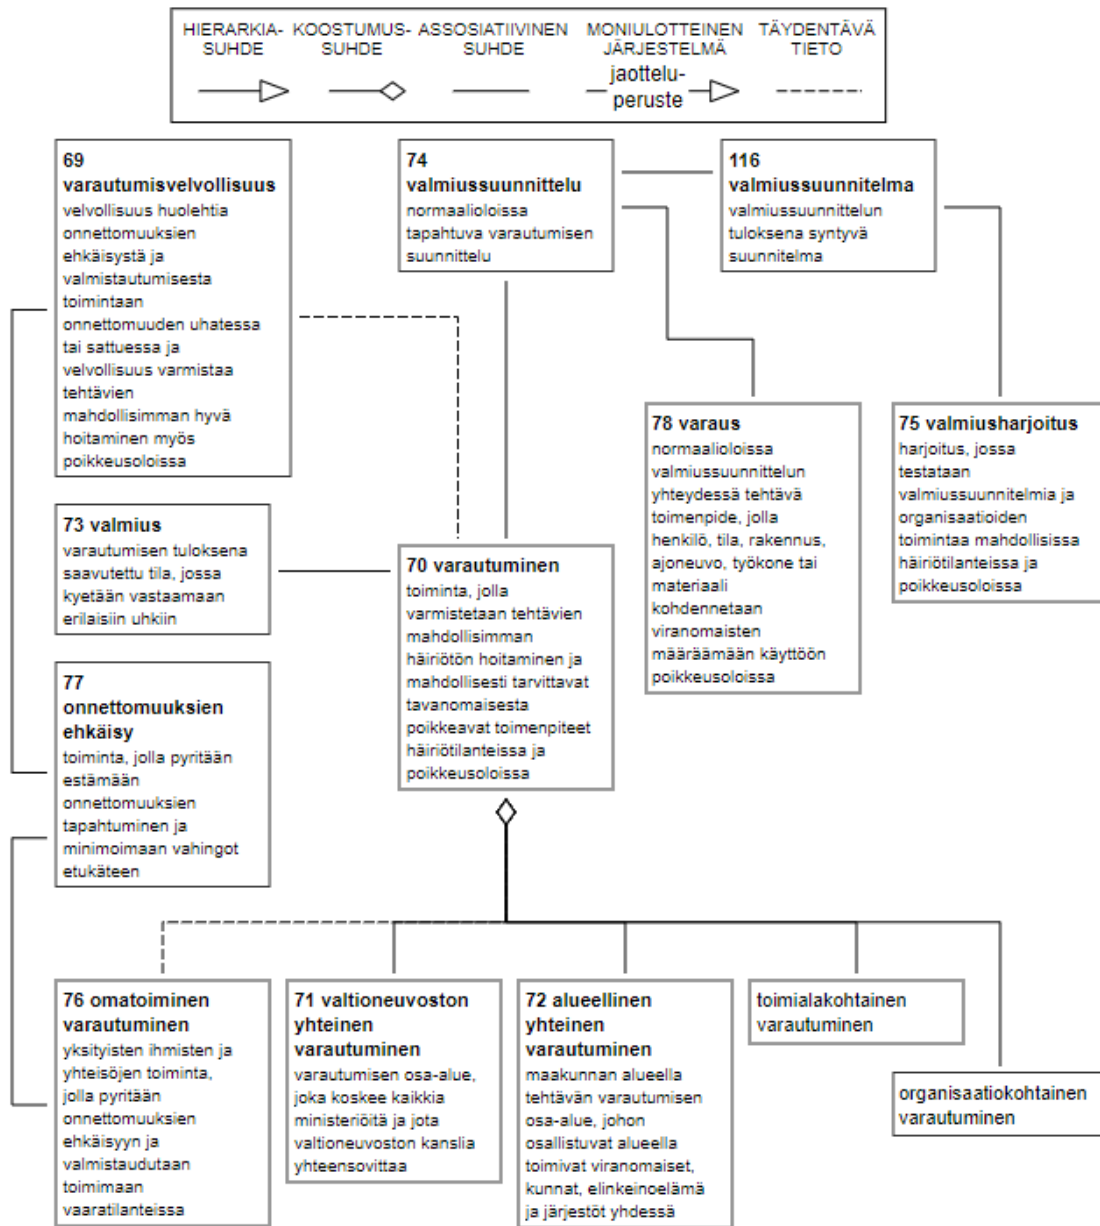 HIERARKIA-
SUHDE
KOOSTUMUS-
SUHDE
ASSOSIATIIVINEN
SUHDE
MONIULOTTEINEN
JÄRJESTELMÄ
TÄYDENTÄVÄ
TIETO
jaottelu-
peruste
69
varautumisvelvollisuus
velvollisuus huolehtia
onnettomuuksien
ehkäisystä ja
valmistautumisesta
toimintaan
onnettomuuden uhatessa
tai sattuessa ja
velvollisuus varmistaa
tehtävien
mahdollisimman hyvä
hoitaminen myös
poikkeusoloissa
74
valmiussuunnittelu
normaalioloissa
tapahtuva varautumisen
suunnittelu
116
valmiussuunnitelma
valmiussuunnittelun
tuloksena syntyvä
suunnitelma
78 varaus
normaalioloissa
valmiussuunnittelun
yhteydessä tehtävä
toimenpide, jolla
henkilö, tila, rakennus,
ajoneuvo, työkone tai
materiaali
kohdennetaan
viranomaisten
määräämään käyttöön
poikkeusoloissa
75 valmiusharjoitus
harjoitus, jossa
testataan
valmiussuunnitelmia ja
organisaatioiden
toimintaa mahdollisissa
häiriötilanteissa ja
poikkeusoloissa
73 valmius
varautumisen tuloksena
saavutettu tila, jossa
kyetään vastaamaan
erilaisiin uhkiin
70 varautuminen
toiminta, jolla
varmistetaan tehtävien
mahdollisimman
häiriötön hoitaminen ja
mahdollisesti tarvittavat
tavanomaisesta
poikkeavat toimenpiteet
häiriötilanteissa ja
poikkeusoloissa
77
onnettomuuksien
ehkäisy
toiminta, jolla pyritään
estämään
onnettomuuksien
tapahtuminen ja
minimoimaan vahingot
etukäteen
76 omatoiminen
varautuminen
yksityisten ihmisten ja
yhteisöjen toiminta,
jolla pyritään
onnettomuuksien
ehkäisyyn ja
valmistaudutaan
toimimaan
vaaratilanteissa
71 valtioneuvoston
yhteinen
varautuminen
varautumisen osa-alue,
joka koskee kaikkia
ministeriöitä ja jota
valtioneuvoston kanslia
yhteensovittaa
72 alueellinen
yhteinen
varautuminen
maakunnan alueella
tehtävän varautumisen
osa-alue, johon
osallistuvat alueella
toimivat viranomaiset,
kunnat, elinkeinoelämä
ja järjestöt yhdessä
toimialakohtainen
varautuminen
organisaatiokohtainen
varautuminen